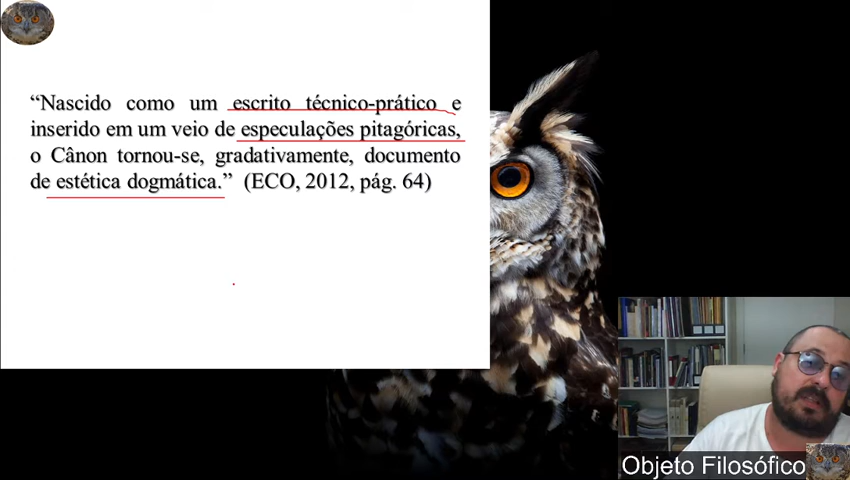 “Nascido como um escrito técnico-prático e
inserido em um veio de especulações pitagóricas,
o Cânon tornou-se, gradativamente, documento
de estética dogmática.” (ECO, 2012, pág. 64)
Objeto Filosófico